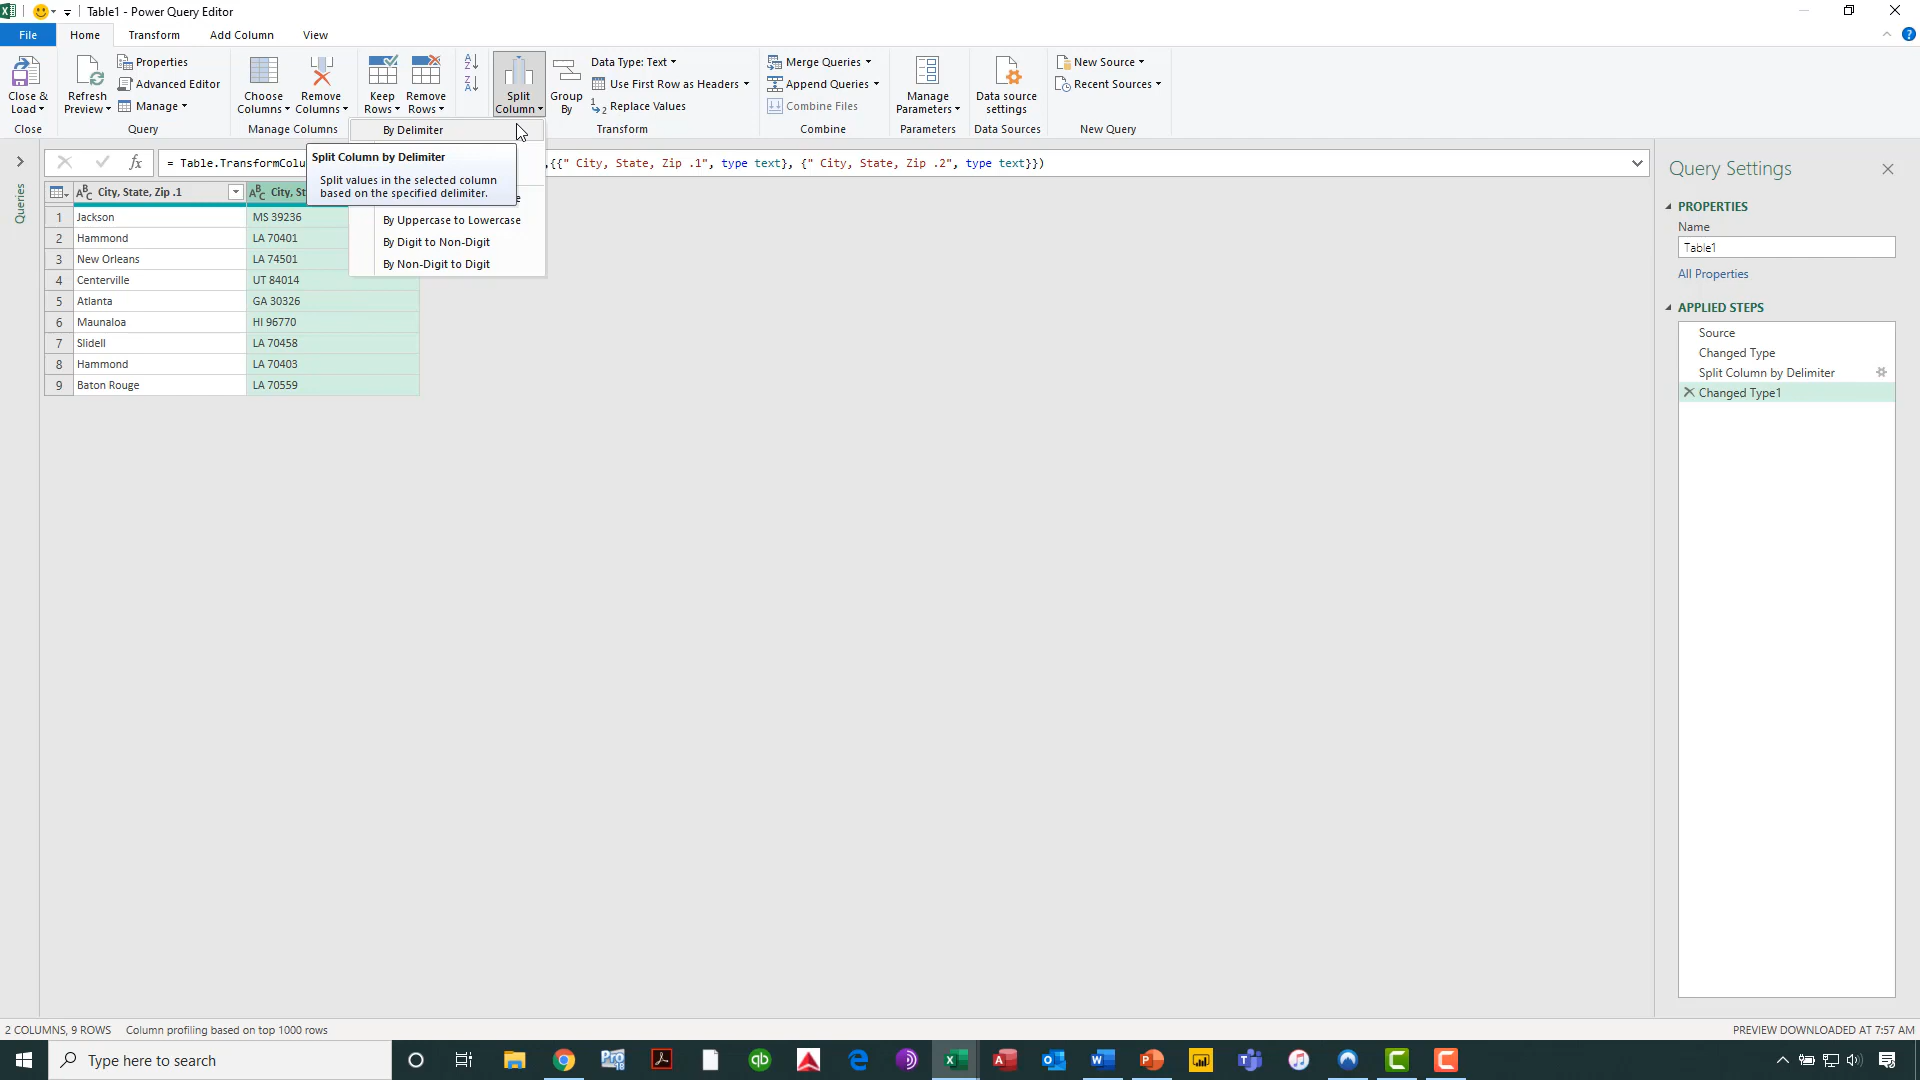 Table1 - Power Query Editor
File
Home
Transform
Add Column
View
Close & Load
Refresh Preview
Properties
Advanced Editor
Manage
Choose Columns
Remove Columns
Keep Rows
Remove Rows
Split Column
Group By
Data Type: Text
Use First Row as Headers
Replace Values
Merge Queries
Append Queries
Combine Files
Manage Parameters
Data source settings
New Source
Recent Sources
Close
Query
Manage Columns
Transform
Combine
Parameters
Data Sources
New Query
By Delimiter
Split Column by Delimiter
Split values in the selected column
based on the specified delimiter.
By Uppercase to Lowercase
By Digit to Non-Digit
By Non-Digit to Digit
fx
= Table.TransformColu
,{{" City, State, Zip .1", type text}, {" City, State, Zip .2", type text}})
Queries
City, State, Zip .1
City, St
1 Jackson MS 39236
2 Hammond LA 70401
3 New Orleans LA 74501
4 Centerville UT 84014
5 Atlanta GA 30326
6 Maunaloa HI 96770
7 Slidell LA 70458
8 Hammond LA 70403
9 Baton Rouge LA 70559
Query Settings
PROPERTIES
Name
Table1
All Properties
APPLIED STEPS
Source
Changed Type
Split Column by Delimiter
Changed Type1
2 COLUMNS, 9 ROWS
Column profiling based on top 1000 rows
PREVIEW DOWNLOADED AT 7:57 AM
Type here to search